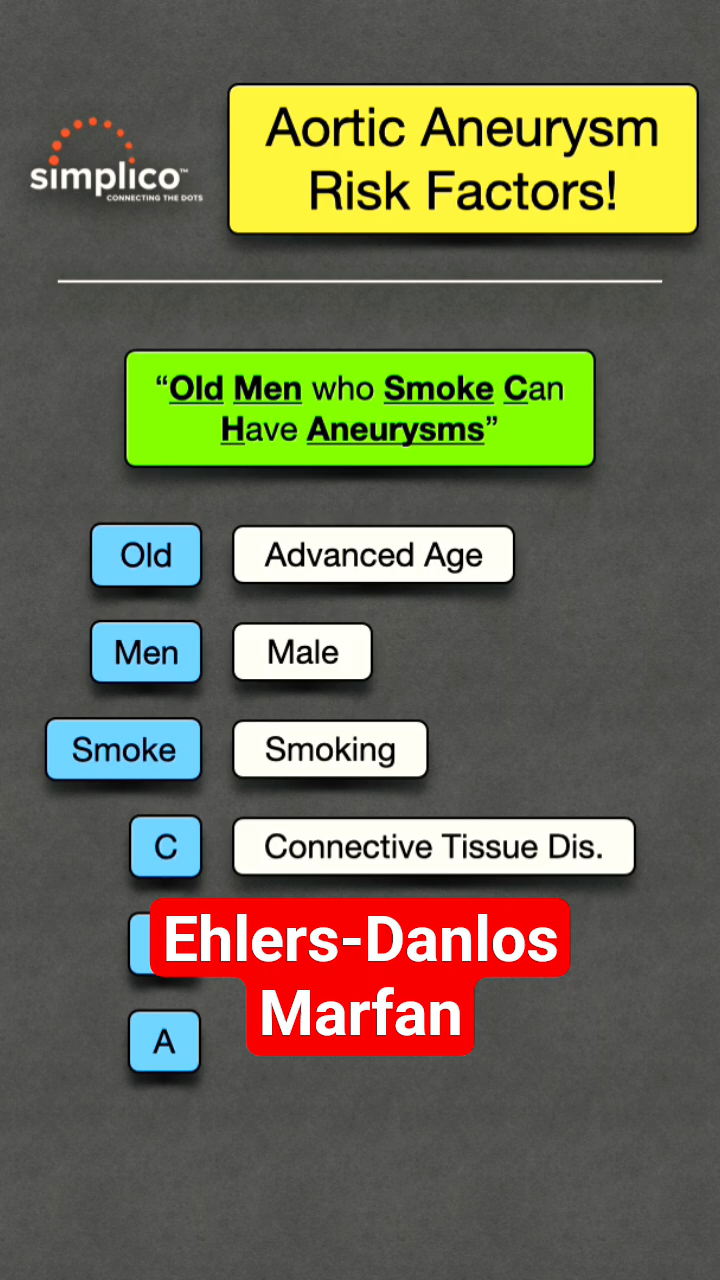 simplico™
CONNECTING THE DOTS
Aortic Aneurysm
Risk Factors!
“Old Men who Smoke Can
Have Aneurysms”
Old Advanced Age
Men Male
Smoke Smoking
C Connective Tissue Dis.
Ehlers-Danlos
Marfan
A